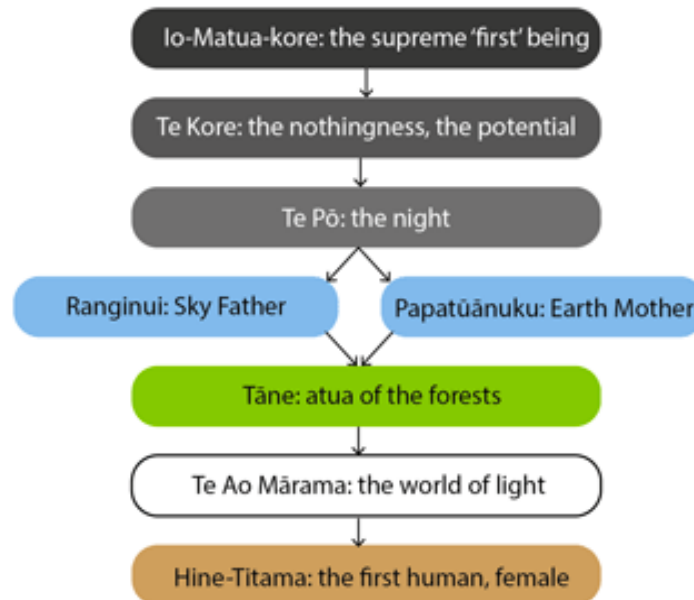 Io-Matua-kore: the supreme ‘first’ being
Te Kore: the nothingness, the potential
Te Pō: the night
Ranginui: Sky Father
Papatūānuku: Earth Mother
Tāne: atua of the forests
Te Ao Mārama: the world of light
Hine-Titama: the first human, female